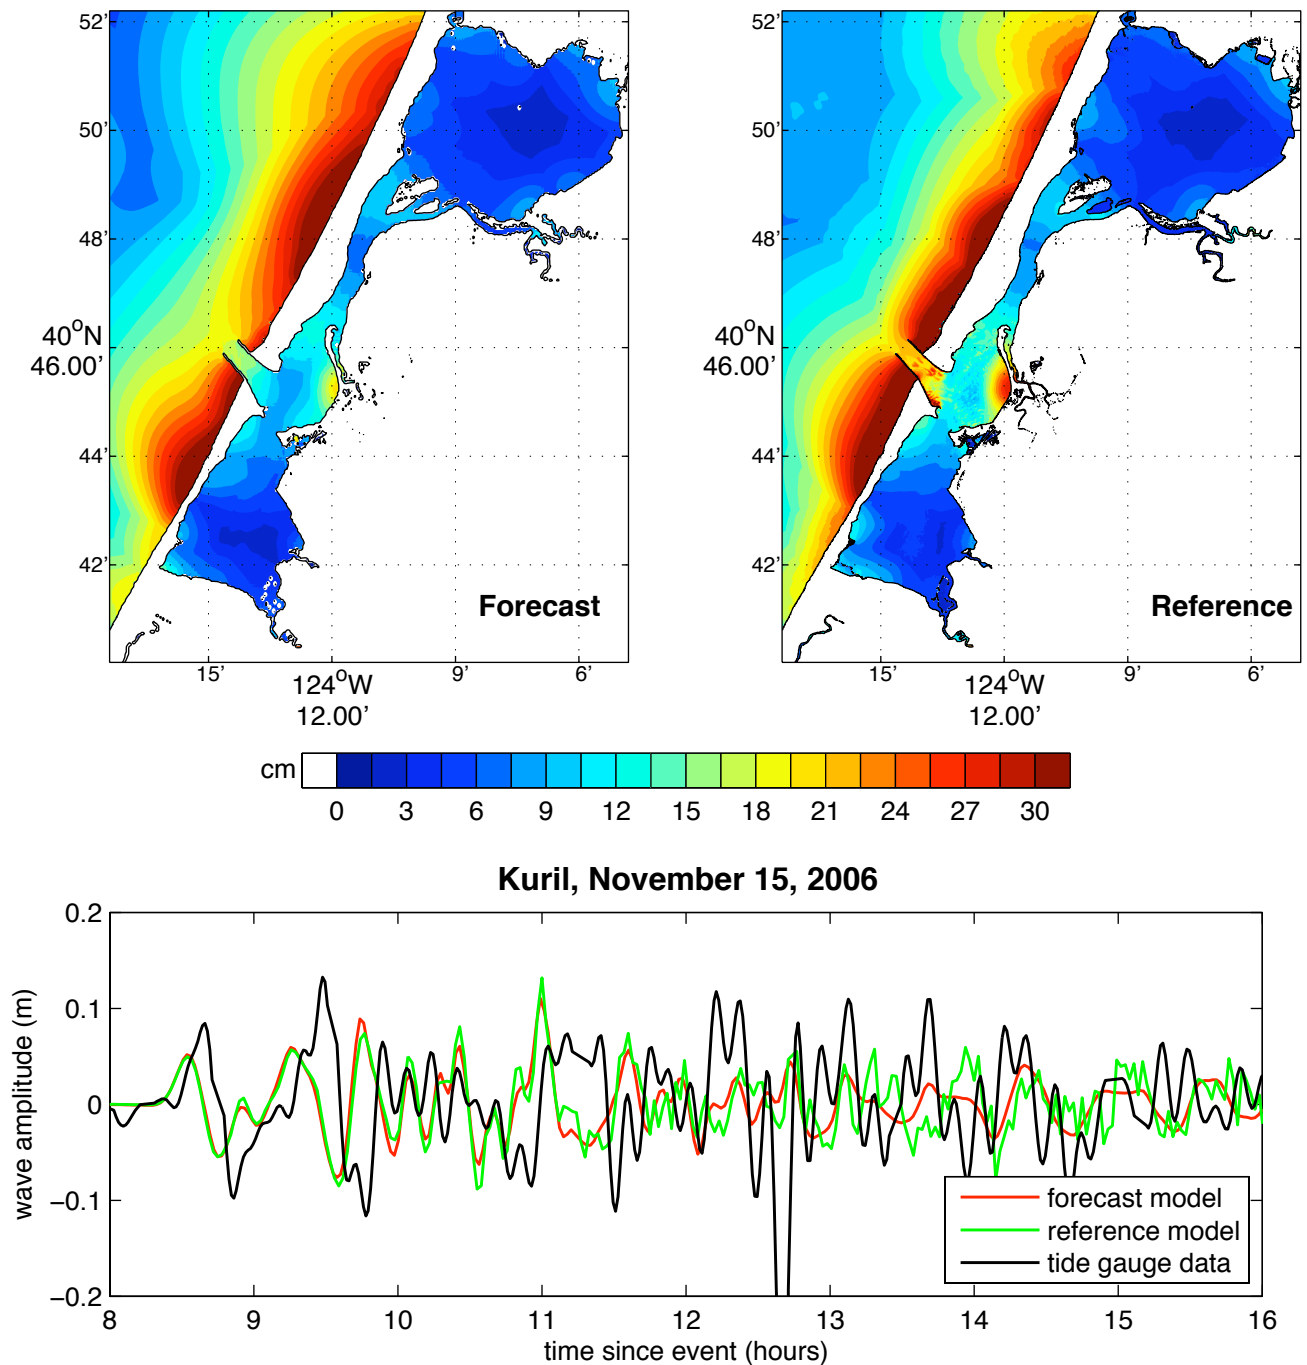 52'
50'
48'
40°N
46.00'
44'
42'
Forecast
15'
124°W
12.00'
9'
6'
52'
50'
48'
40°N
46.00'
44'
42'
Reference
15'
124°W
12.00'
9'
6'
cm
0 3 6 9 12 15 18 21 24 27 30
Kuril, November 15, 2006
wave amplitude (m)
0.2
0.1
0
−0.1
−0.2
forecast model
reference model
tide gauge data
8 9 10 11 12 13 14 15 16
time since event (hours)